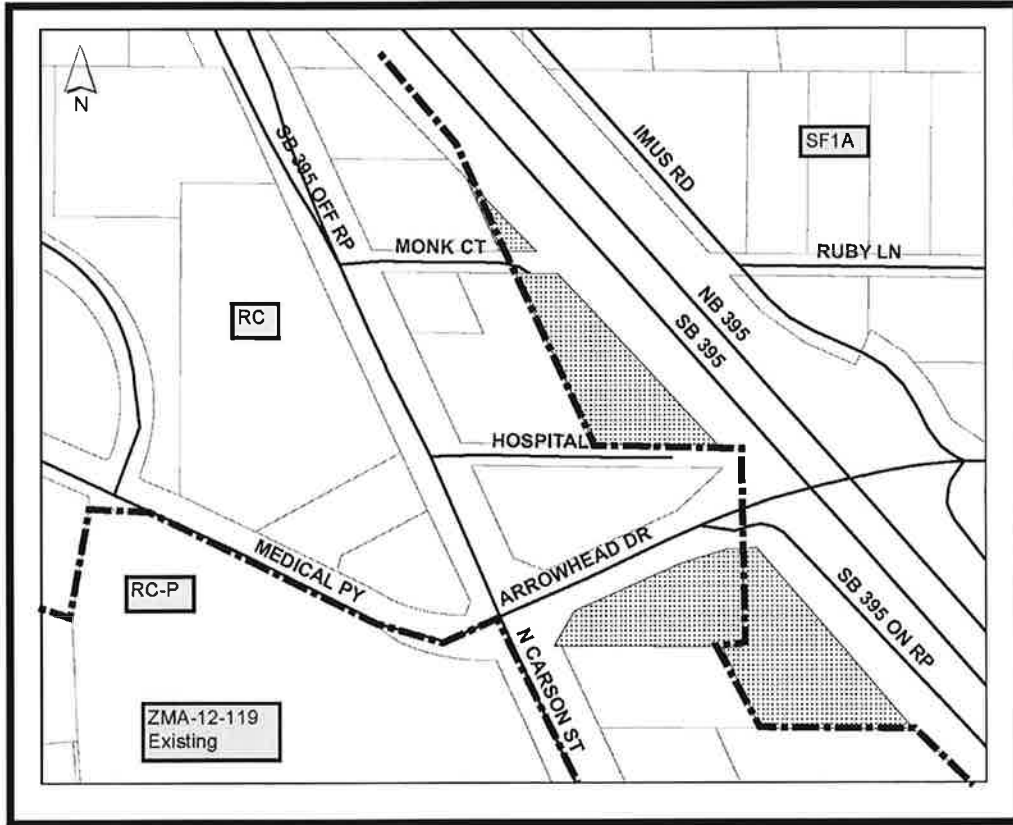 N
SB 395 OFF RP
IMUS RD
SF1A
MONK CT
RUBY LN
RC
NB 395
SB 395
HOSPITAL
MEDICAL PY
ARROWHEAD DR
RC-P
SB 395 ON RP
N CARSON ST
ZMA-12-119
Existing